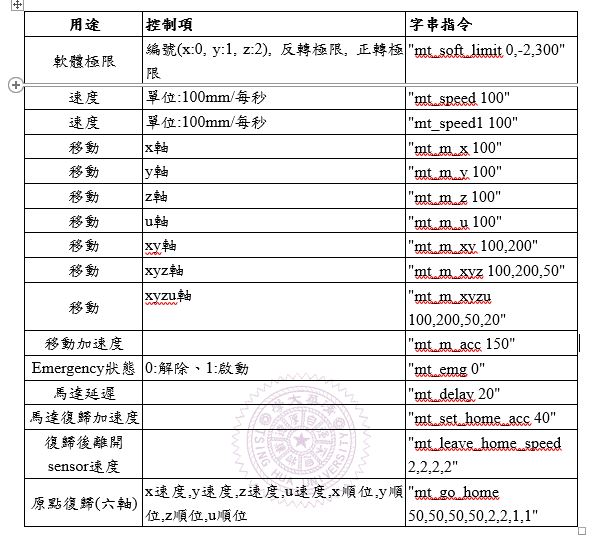 用途 控制項 字串指令
軟體極限 編號(x:0, y:1, z:2), 反轉極限, 正轉極限 "mt_soft_limit 0,-2,300"
速度 單位:100mm/每秒 "mt_speed 100"
速度 單位:100mm/每秒 "mt_speed1 100"
移動 x軸 "mt_m_x 100"
移動 y軸 "mt_m_y 100"
移動 z軸 "mt_m_z 100"
移動 u軸 "mt_m_u 100"
移動 xy軸 "mt_m_xy 100,200"
移動 xyz軸 "mt_m_xyz 100,200,50"
移動 xyzu軸 "mt_m_xyzu
100,200,50,20"
移動加速度 "mt_m_acc 150"
Emergency狀態 0:解除、1:啟動 "mt_emg 0"
馬達延遲 "mt_delay 20"
馬達復歸加速度 "mt_set_home_acc 40"
復歸後離開 "mt_leave_home_speed
sensor速度 2,2,2,2"
原點復歸(六軸) x速度,y速度,z速度,u速度,x順位,y順位,z順位,u順位 "mt_go_home
50,50,50,50,2,2,1,1"